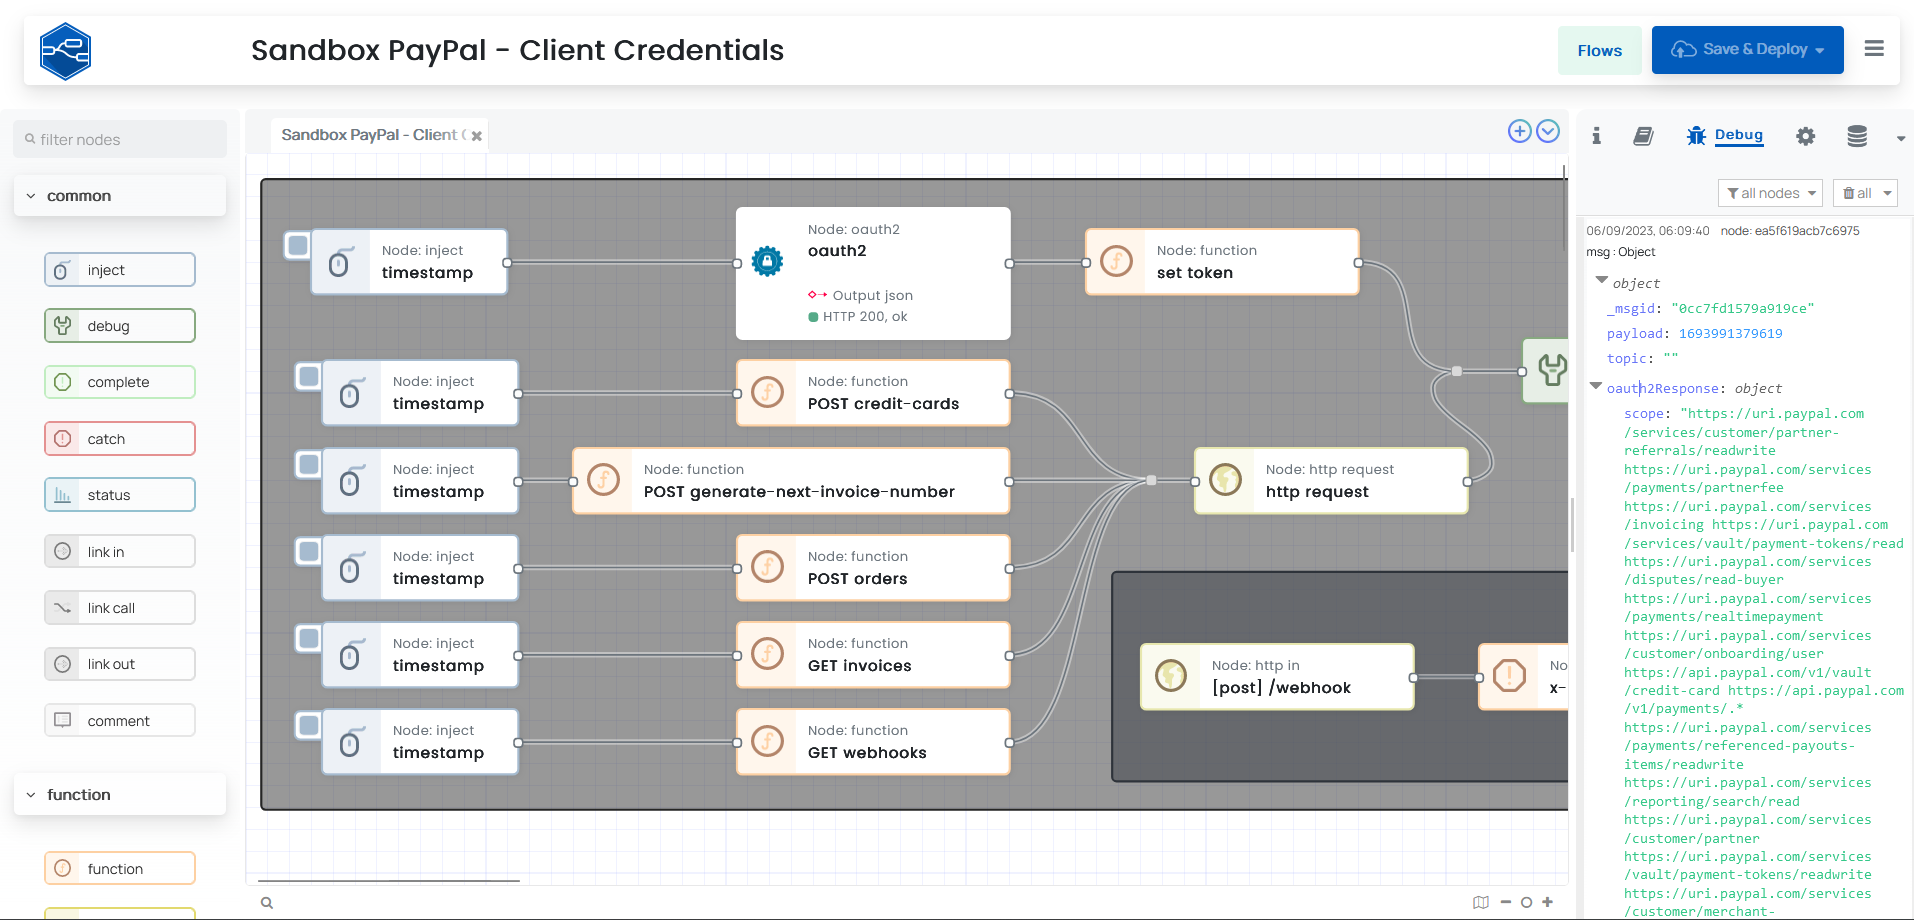 Sandbox PayPal - Client Credentials
Flows
Save & Deploy
filter nodes
common
inject
debug
complete
catch
status
link in
link call
link out
comment
function
function
Sandbox PayPal - Client
Node: inject
timestamp
Node: oauth2
oauth2
Output json
HTTP 200, ok
Node: function
set token
Node: inject
timestamp
Node: function
POST credit-cards
Node: inject
timestamp
Node: function
POST generate-next-invoice-number
Node: http request
http request
Node: inject
timestamp
Node: function
POST orders
Node: inject
timestamp
Node: function
GET invoices
Node: http in
[post] /webhook
No
x-
Node: inject
timestamp
Node: function
GET webhooks
Debug
all nodes
all
06/09/2023, 06:09:40 node: ea5f619acb7c6975
msg : Object
object
_msgid: "0cc7fd1579a919ce"
payload: 1693991379619
topic: ""
oauth2Response: object
scope: "https://uri.paypal.com
/services/customer/partner-
referrals/readwrite
https://uri.paypal.com/services
/payments/partnerfee
https://uri.paypal.com/services
/invoicing https://uri.paypal.com
/services/vault/payment-tokens/read
https://uri.paypal.com/services
/disputes/read-buyer
https://uri.paypal.com/services
/payments/realtimepayment
https://uri.paypal.com/services
/customer/onboarding/user
https://api.paypal.com/v1/vault
/credit-card https://api.paypal.com
/v1/payments/.*
https://uri.paypal.com/services
/payments/referenced-payouts-
items/readwrite
https://uri.paypal.com/services
/reporting/search/read
https://uri.paypal.com/services
/customer/partner
https://uri.paypal.com/services
/vault/payment-tokens/readwrite
https://uri.paypal.com/services
/customer/merchant-